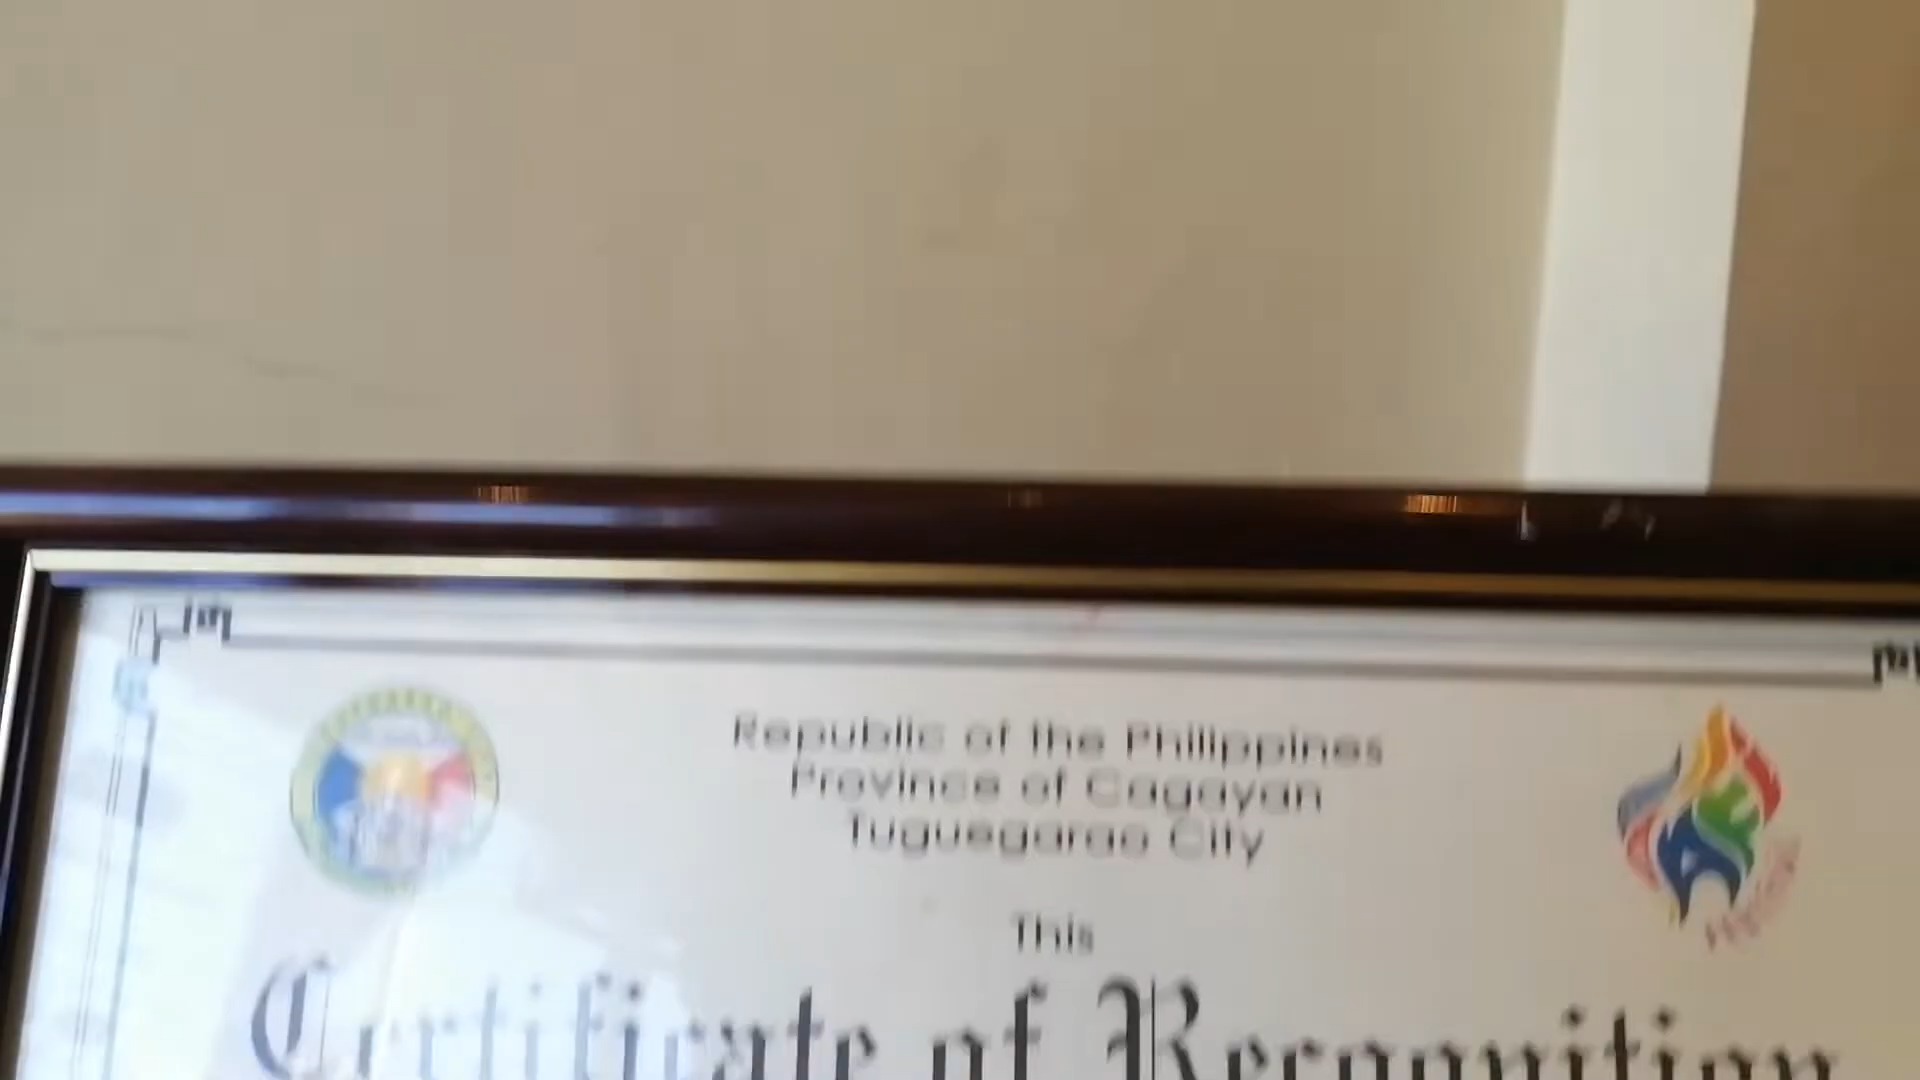 Republic of the Philippines
Province of Cagayan
Tuguegarao City
This
Certificate of Recognition